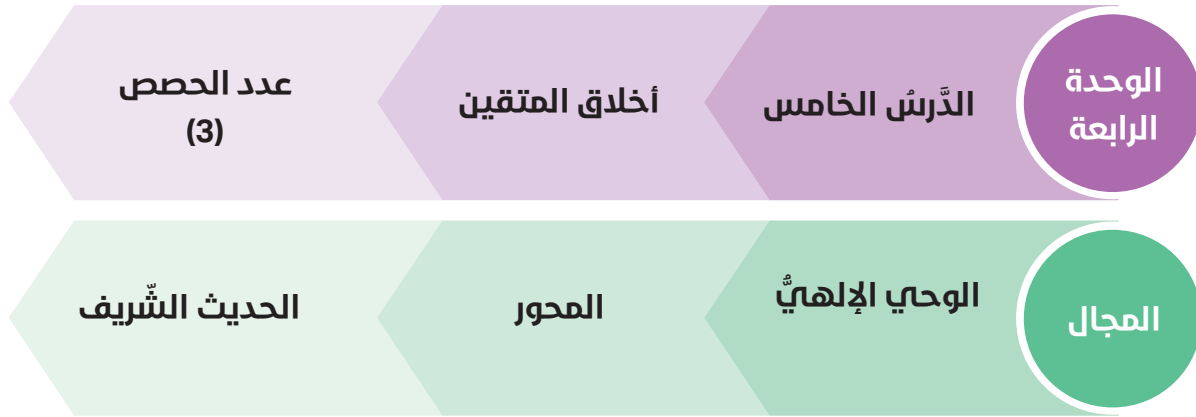 الوحدة
الرابعة
الدَّرسُ الخامس
أخلاق المتقين
عدد الحصص
(3)
المجال
الوحي الإلهيُّ
المحور
الحديث الشّريف